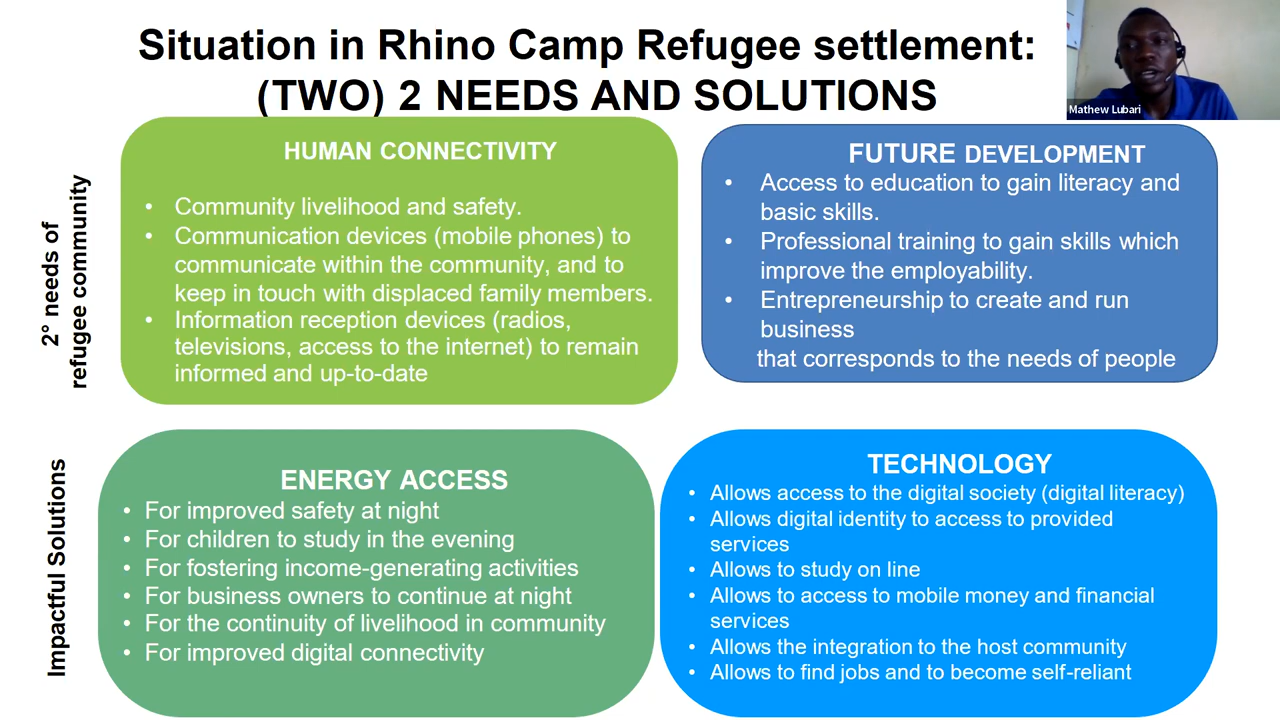 Situation in Rhino Camp Refugee settlement:
(TWO) 2 NEEDS AND SOLUTIONS
Mathew Lubari
2° needs of
refugee community
HUMAN CONNECTIVITY
• Community livelihood and safety.
• Communication devices (mobile phones) to
communicate within the community, and to
keep in touch with displaced family members.
• Information reception devices (radios,
televisions, access to the internet) to remain
informed and up-to-date
FUTURE DEVELOPMENT
• Access to education to gain literacy and
basic skills.
• Professional training to gain skills which
improve the employability.
• Entrepreneurship to create and run
business
that corresponds to the needs of people
Impactful Solutions
ENERGY ACCESS
• For improved safety at night
• For children to study in the evening
• For fostering income-generating activities
• For business owners to continue at night
• For the continuity of livelihood in community
• For improved digital connectivity
TECHNOLOGY
• Allows access to the digital society (digital literacy)
• Allows digital identity to access to provided
services
• Allows to study on line
• Allows to access to mobile money and financial
services
• Allows the integration to the host community
• Allows to find jobs and to become self-reliant